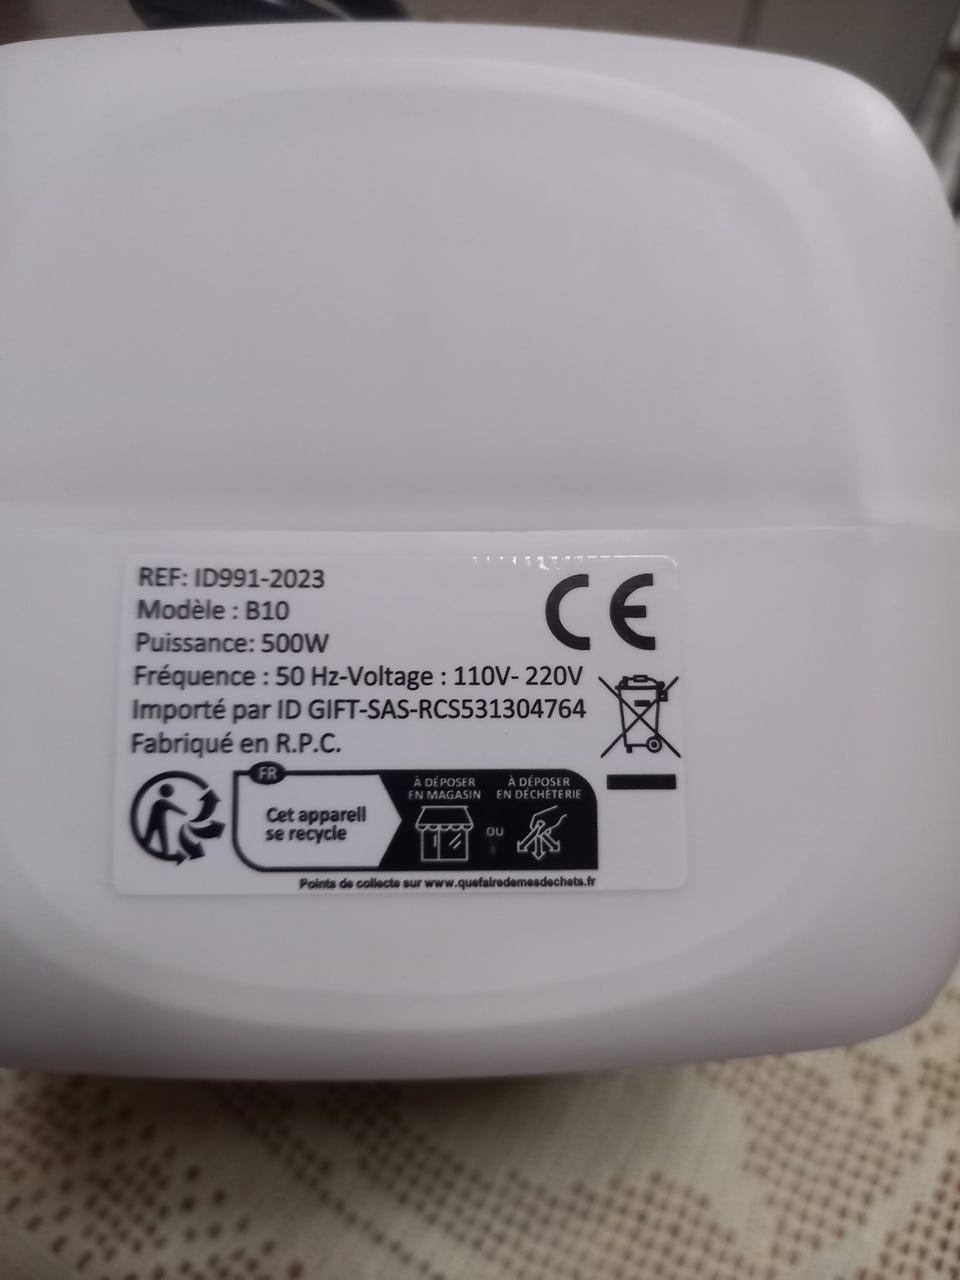 REF: ID991-2023
Modèle : B10
Puissance: 500W
Fréquence : 50 Hz-Voltage : 110V- 220V
Importé par ID GIFT-SAS-RCS531304764
Fabriqué en R.P.C.
CE
FR
Cet appareil
se recycle
À DÉPOSER
EN MAGASIN
OU
À DÉPOSER
EN DÉCHÈTERIE
Points de collecte sur www.quefairedemesdechets.fr